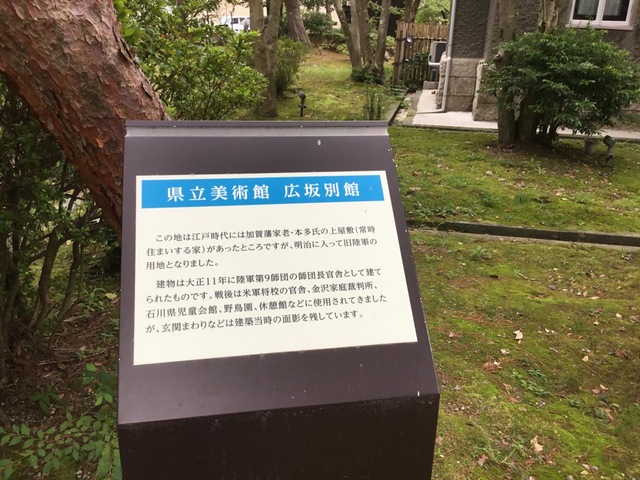 県立美術館 広坂別館
この地は江戸時代には加賀藩家老・本多氏の上屋敷(常時
住まいする家)があったところですが、明治に入って旧陸軍の
用地となりました。
建物は大正11年に陸軍第9師団の師団長官舎として建て
られたものです。戦後は米軍将校の官舎、金沢家庭裁判所、
石川県児童会館、野鳥園、休憩館などに使用されてきました
が、玄関まわりなどは建築当時の面影を残しています。